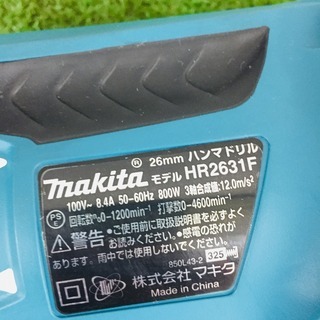 26mm ハンマドリル
makita® モデル HR2631F
100V~ 8.4A 50-60Hz 800W 3軸合成値:12.0m/s²
PSE 回転数n₀0-1200min⁻¹ 打撃数0-4600min⁻¹
警告 ・ご使用前に取扱説明書を必ずよく
お読みください。感電の恐れが
あります。雨中では使用しないでください。
850L43-2 325
株式会社 マキタ
Made in China